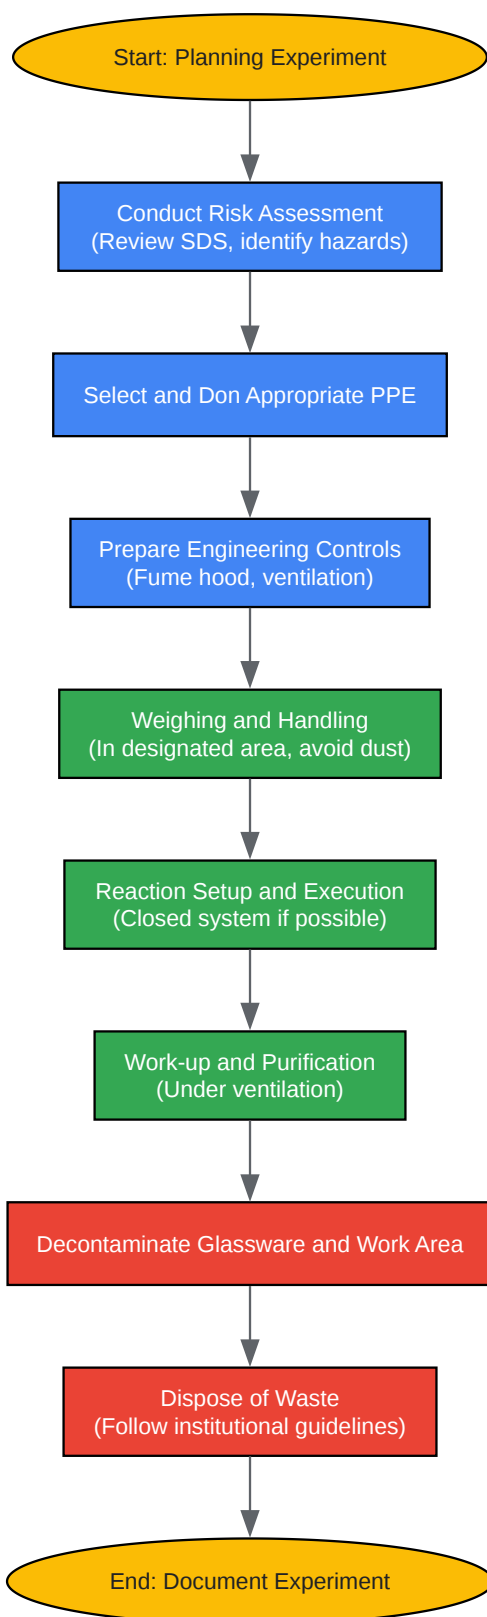 Start: Planning Experiment
Conduct Risk Assessment
(Review SDS, identify hazards)
Select and Don Appropriate PPE
Prepare Engineering Controls
(Fume hood, ventilation)
Weighing and Handling
(In designated area, avoid dust)
Reaction Setup and Execution
(Closed system if possible)
Work-up and Purification
(Under ventilation)
Decontaminate Glassware and Work Area
Dispose of Waste
(Follow institutional guidelines)
End: Document Experiment